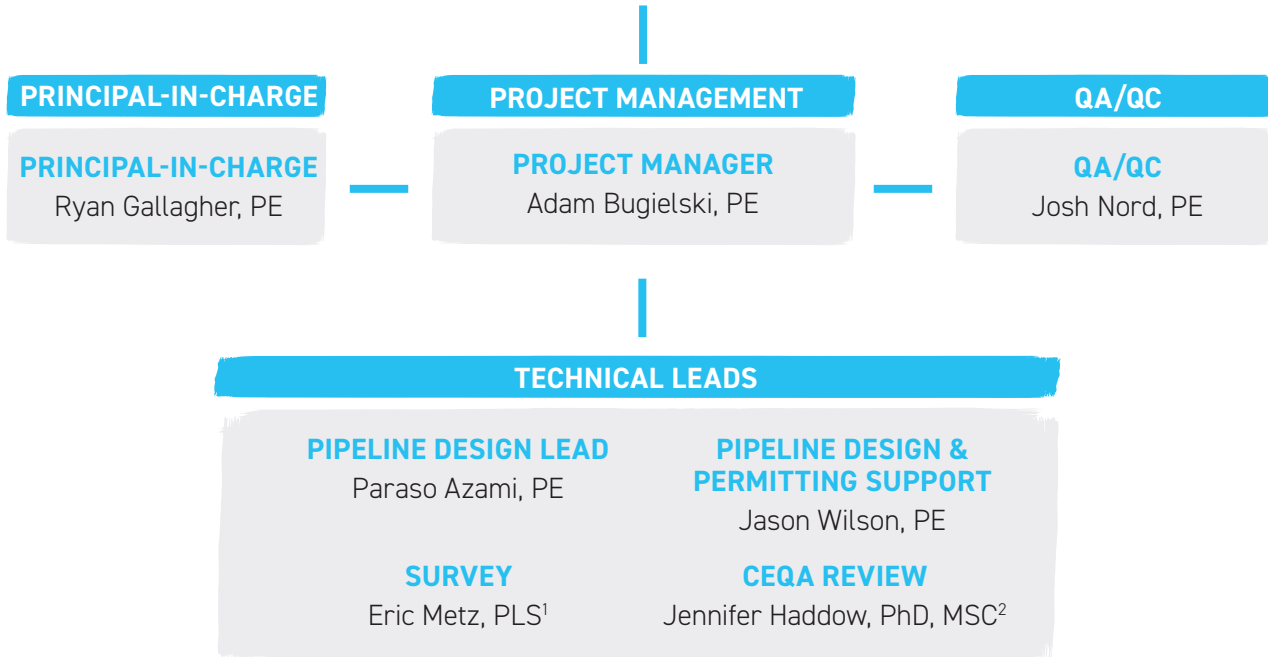 PRINCIPAL-IN-CHARGE
PRINCIPAL-IN-CHARGE
Ryan Gallagher, PE
PROJECT MANAGEMENT
PROJECT MANAGER
Adam Bugielski, PE
QA/QC
QA/QC
Josh Nord, PE
TECHNICAL LEADS
PIPELINE DESIGN LEAD
Paraso Azami, PE
PIPELINE DESIGN &
PERMITTING SUPPORT
Jason Wilson, PE
SURVEY
Eric Metz, PLS¹
CEQA REVIEW
Jennifer Haddow, PhD, MSC²